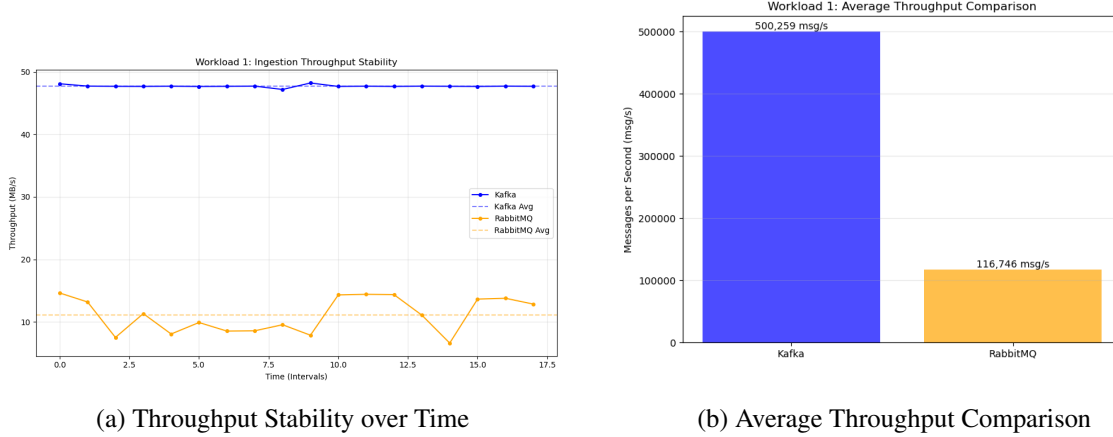 Workload 1: Ingestion Throughput Stability
50
40
30
20
10
Throughput (MB/s)
Kafka
Kafka Avg
RabbitMQ
RabbitMQ Avg
0.0 2.5 5.0 7.5 10.0 12.5 15.0 17.5
Time (Intervals)
(a) Throughput Stability over Time
Workload 1: Average Throughput Comparison
500,259 msg/s
500000
400000
300000
200000
100000
0
Messages per Second (msg/s)
116,746 msg/s
Kafka RabbitMQ
(b) Average Throughput Comparison